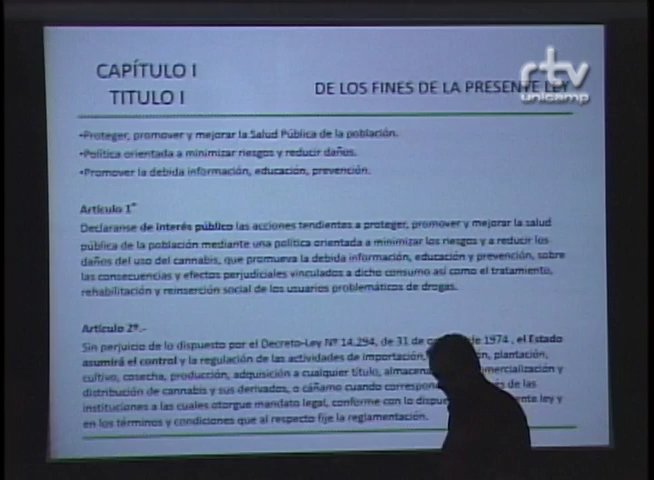 CAPÍTULO I
TITULO I
DE LOS FINES DE LA PRESENTE LEY
rtv
unicamp
•Proteger, promover y mejorar la Salud Pública de la población.
•Política orientada a minimizar riesgos y reducir daños.
•Promover la debida información, educación, prevención.
Artículo 1°
Declaranse de interés público las acciones tendientes a proteger, promover y mejorar la salud
pública de la población mediante una política orientada a minimizar los riesgos y a reducir los
daños del uso del cannabis, que promueva la debida información, educación y prevención, sobre
las consecuencias y efectos perjudiciales vinculados a dicho consumo así como el tratamiento,
rehabilitación y reinserción social de los usuarios problemáticos de drogas.
Artículo 2º.-
Sin perjuicio de lo dispuesto por el Decreto-Ley Nº 14.294, de 31 de de 1974 , el Estado
asumirá el control y la regulación de las actividades de importación, plantación,
cultivo, cosecha, producción, adquisición a cualquier título, comercialización y
distribución de cannabis y sus derivados, o cáñamo cuando de las
instituciones a las cuales otorgue mandato legal, conforme con lo ley y
en los términos y condiciones que al respecto fije la reglamentación.